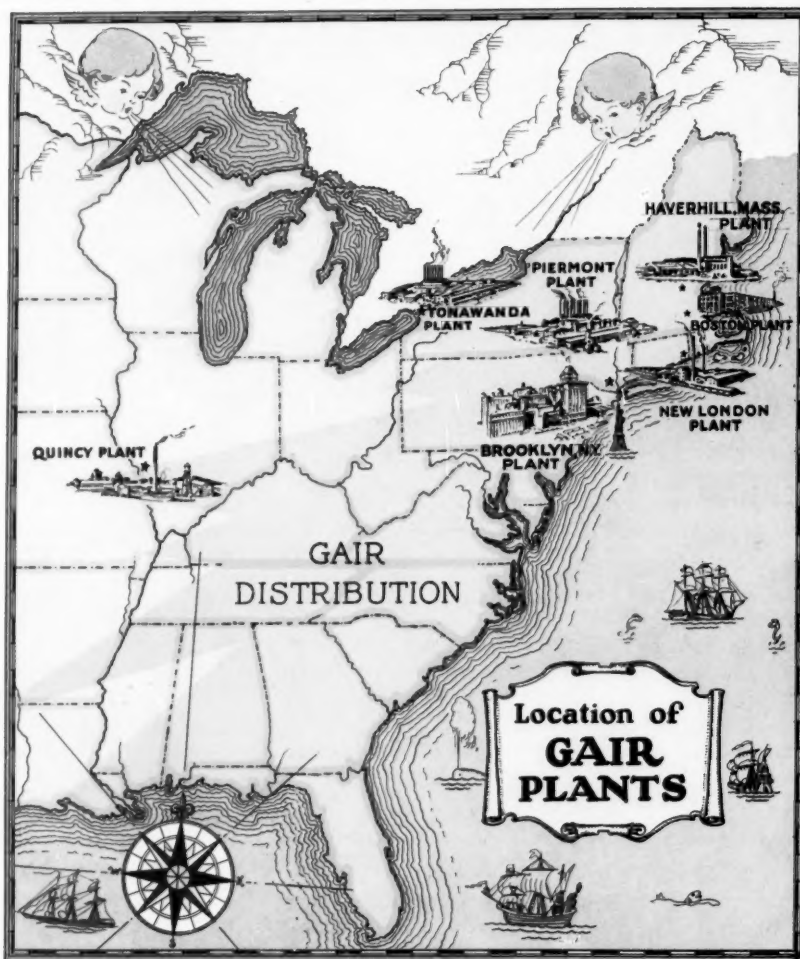 HAVERHILL, MASS.
PLANT
PIERMONT
PLANT
TONAWANDA
PLANT
BOSTON PLANT
NEW LONDON
PLANT
BROOKLYN, N.Y.
PLANT
QUINCY PLANT
GAIR
DISTRIBUTION
Location of
GAIR
PLANTS